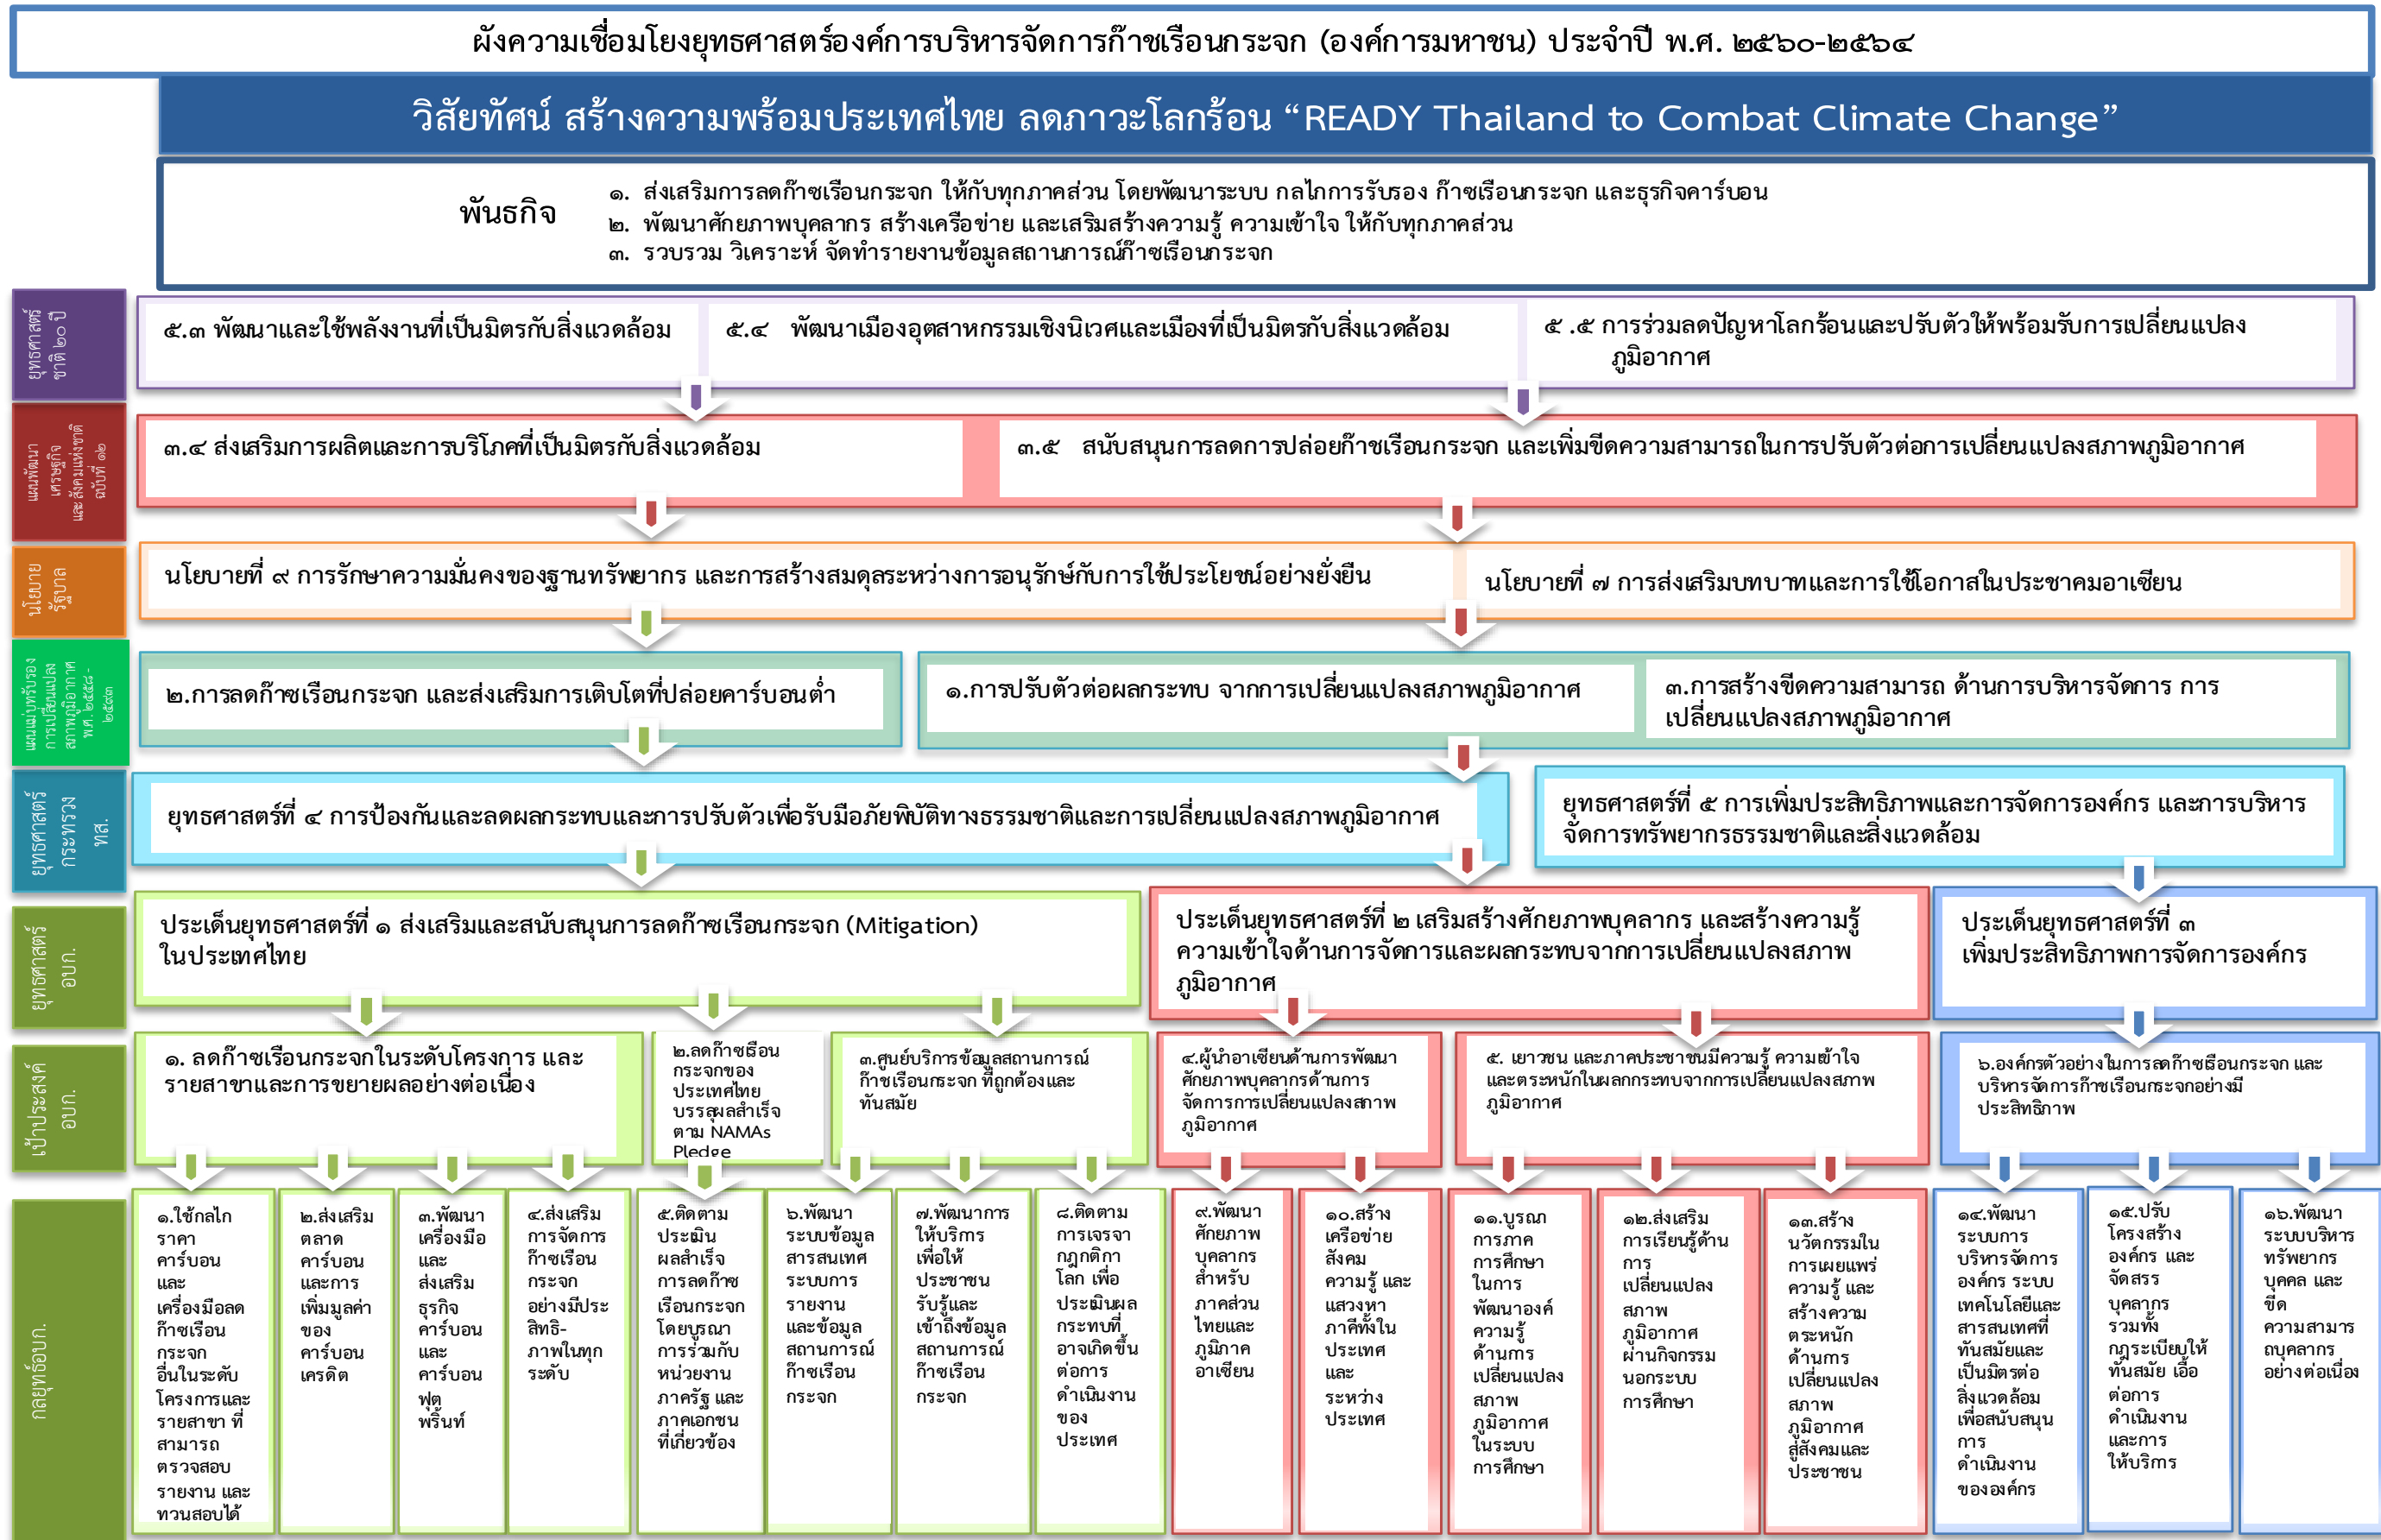 ผังความเชื่อมโยงยุทธศาสตร์องค์การบริหารจัดการก๊าซเรือนกระจก (องค์การมหาชน) ประจำปี พ.ศ. ๒๕๖๐-๒๕๖๔
วิสัยทัศน์ สร้างความพร้อมประเทศไทย ลดภาวะโลกร้อน “READY Thailand to Combat Climate Change”
พันธกิจ
๑. ส่งเสริมการลดก๊าซเรือนกระจก ให้กับทุกภาคส่วน โดยพัฒนาระบบ กลไกการรับรอง ก๊าซเรือนกระจก และธุรกิจคาร์บอน
๒. พัฒนาศักยภาพบุคลากร สร้างเครือข่าย และเสริมสร้างความรู้ ความเข้าใจ ให้กับทุกภาคส่วน
๓. รวบรวม วิเคราะห์ จัดทำรายงานข้อมูลสถานการณ์ก๊าซเรือนกระจก
ยุทธศาสตร์
ชาติ ๒๐ ปี
๕.๓ พัฒนาและใช้พลังงานที่เป็นมิตรกับสิ่งแวดล้อม
๕.๔ พัฒนาเมืองอุตสาหกรรมเชิงนิเวศและเมืองที่เป็นมิตรกับสิ่งแวดล้อม
๕ .๕ การร่วมลดปัญหาโลกร้อนและปรับตัวให้พร้อมรับการเปลี่ยนแปลง
ภูมิอากาศ
แผนพัฒนา
เศรษฐกิจ
และสังคมแห่งชาติ
ฉบับที่ ๑๒
๓.๔ ส่งเสริมการผลิตและการบริโภคที่เป็นมิตรกับสิ่งแวดล้อม
๓.๕ สนับสนุนการลดการปล่อยก๊าซเรือนกระจก และเพิ่มขีดความสามารถในการปรับตัวต่อการเปลี่ยนแปลงสภาพภูมิอากาศ
นโยบาย
รัฐบาล
นโยบายที่ ๙ การรักษาความมั่นคงของฐานทรัพยากร และการสร้างสมดุลระหว่างการอนุรักษ์กับการใช้ประโยชน์อย่างยั่งยืน
นโยบายที่ ๗ การส่งเสริมบทบาทและการใช้โอกาสในประชาคมอาเซียน
แผนแม่บทรับรอง
การเปลี่ยนแปลง
สภาพภูมิอากาศ
พ.ศ. ๒๕๕๘ -
๒๕๙๓
๒.การลดก๊าซเรือนกระจก และส่งเสริมการเติบโตที่ปล่อยคาร์บอนต่ำ
๑.การปรับตัวต่อผลกระทบ จากการเปลี่ยนแปลงสภาพภูมิอากาศ
๓.การสร้างขีดความสามารถ ด้านการบริหารจัดการ การ
เปลี่ยนแปลงสภาพภูมิอากาศ
ยุทธศาสตร์
กระทรวง
ทส.
ยุทธศาสตร์ที่ ๔ การป้องกันและลดผลกระทบและการปรับตัวเพื่อรับมือภัยพิบัติทางธรรมชาติและการเปลี่ยนแปลงสภาพภูมิอากาศ
ยุทธศาสตร์ที่ ๕ การเพิ่มประสิทธิภาพและการจัดการองค์กร และการบริหาร
จัดการทรัพยากรธรรมชาติและสิ่งแวดล้อม
ยุทธศาสตร์
อบก.
ประเด็นยุทธศาสตร์ที่ ๑ ส่งเสริมและสนับสนุนการลดก๊าซเรือนกระจก (Mitigation)
ในประเทศไทย
ประเด็นยุทธศาสตร์ที่ ๒ เสริมสร้างศักยภาพบุคลากร และสร้างความรู้
ความเข้าใจด้านการจัดการและผลกระทบจากการเปลี่ยนแปลงสภาพ
ภูมิอากาศ
ประเด็นยุทธศาสตร์ที่ ๓
เพิ่มประสิทธิภาพการจัดการองค์กร
เป้าประสงค์
อบก.
๑. ลดก๊าซเรือนกระจกในระดับโครงการ และ
รายสาขาและการขยายผลอย่างต่อเนื่อง
๒.ลดก๊าซเรือน
กระจกของ
ประเทศไทย
บรรลุผลสำเร็จ
ตาม NAMAs
Pledge
๓.ศูนย์บริการข้อมูลสถานการณ์
ก๊าซเรือนกระจก ที่ถูกต้องและ
ทันสมัย
๔.ผู้นำอาเซียนด้านการพัฒนา
ศักยภาพบุคลากรด้านการ
จัดการการเปลี่ยนแปลงสภาพ
ภูมิอากาศ
๕. เยาวชน และภาคประชาชนมีความรู้ ความเข้าใจ
และตระหนักในผลกกระทบจากการเปลี่ยนแปลงสภาพ
ภูมิอากาศ
๖.องค์กรตัวอย่างในการลดก๊าซเรือนกระจก และ
บริหารจัดการก๊าซเรือนกระจกอย่างมี
ประสิทธิภาพ
กลยุทธ์อบก.
๑.ใช้กลไก
ราคา
คาร์บอน
และ
เครื่องมือลด
ก๊าซเรือน
กระจก
อื่นในระดับ
โครงการและ
รายสาขา ที่
สามารถ
ตรวจสอบ
รายงาน และ
ทวนสอบได้
๒.ส่งเสริม
ตลาด
คาร์บอน
และการ
เพิ่มมูลค่า
ของ
คาร์บอน
เครดิต
๓.พัฒนา
เครื่องมือ
และ
ส่งเสริม
ธุรกิจ
คาร์บอน
และ
คาร์บอน
ฟุต
พริ้นท์
๔.ส่งเสริม
การจัดการ
ก๊าซเรือน
กระจก
อย่างมีประ
สิทธิ-
ภาพในทุก
ระดับ
๕.ติดตาม
ประเมิน
ผลสำเร็จ
การลดก๊าซ
เรือนกระจก
โดยบูรณา
การร่วมกับ
หน่วยงาน
ภาครัฐ และ
ภาคเอกชน
ที่เกี่ยวข้อง
๖.พัฒนา
ระบบข้อมูล
สารสนเทศ
ระบบการ
รายงาน
และข้อมูล
สถานการณ์
ก๊าซเรือน
กระจก
๗.พัฒนาการ
ให้บริการ
เพื่อให้
ประชาชน
รับรู้และ
เข้าถึงข้อมูล
สถานการณ์
ก๊าซเรือน
กระจก
๘.ติดตาม
การเจรจา
กฎกติกา
โลก เพื่อ
ประเมินผล
กระทบที่
อาจเกิดขึ้น
ต่อการ
ดำเนินงาน
ของ
ประเทศ
๙.พัฒนา
ศักยภาพ
บุคลากร
สำหรับ
ภาคส่วน
ไทยและ
ภูมิภาค
อาเซียน
๑๐.สร้าง
เครือข่าย
สังคม
ความรู้ และ
แสวงหา
ภาคีทั้งใน
ประเทศ
และ
ระหว่าง
ประเทศ
๑๑.บูรณา
การภาค
การศึกษา
ในการ
พัฒนาองค์
ความรู้
ด้านการ
เปลี่ยนแปลง
สภาพ
ภูมิอากาศ
ในระบบ
การศึกษา
๑๒.ส่งเสริม
การเรียนรู้ด้าน
การ
เปลี่ยนแปลง
สภาพ
ภูมิอากาศ
ผ่านกิจกรรม
นอกระบบ
การศึกษา
๑๓.สร้าง
นวัตกรรมใน
การเผยแพร่
ความรู้ และ
สร้างความ
ตระหนัก
ด้านการ
เปลี่ยนแปลง
สภาพ
ภูมิอากาศ
สู่สังคมและ
ประชาชน
๑๔.พัฒนา
ระบบการ
บริหารจัดการ
องค์กร ระบบ
เทคโนโลยีและ
สารสนเทศที่
ทันสมัยและ
เป็นมิตรต่อ
สิ่งแวดล้อม
เพื่อสนับสนุน
การ
ดำเนินงาน
ขององค์กร
๑๕.ปรับ
โครงสร้าง
องค์กร และ
จัดสรร
บุคลากร
รวมทั้ง
กฎระเบียบให้
ทันสมัย เอื้อ
ต่อการ
ดำเนินงาน
และการ
ให้บริการ
๑๖.พัฒนา
ระบบบริหาร
ทรัพยากร
บุคคล และ
ขีด
ความสามาร
ถบุคลากร
อย่างต่อเนื่อง